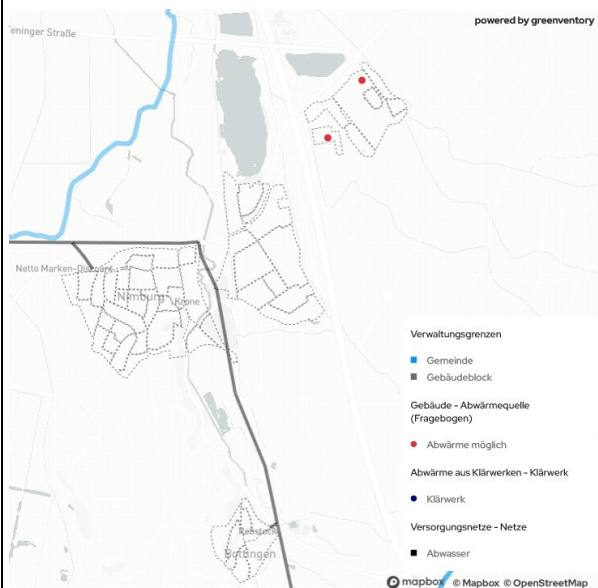 powered by greenventory
eninger Straße
Netto Marken-Discount
Nimburg
Krone
Verwaltungsgrenzen
Gemeinde
Gebäudeblock
Gebäude - Abwärmequelle
(Fragebogen)
Abwärme möglich
Abwärme aus Klärwerken - Klärwerk
Klärwerk
Versorgungsnetze - Netze
Abwasser
Rebstock
Bottingen
mapbox © Mapbox © OpenStreetMap